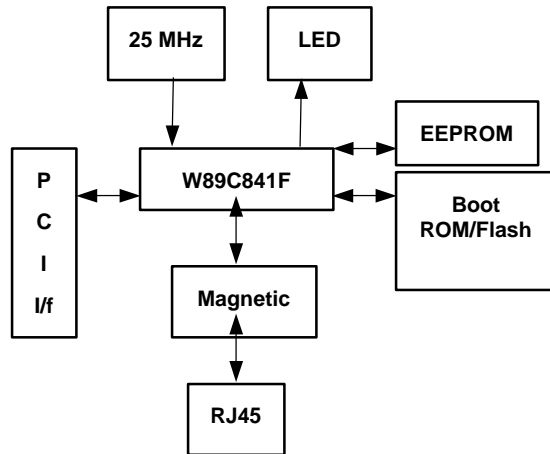 25 MHz
LED
EEPROM
W89C841F
P
C
I
I/f
Boot
ROM/Flash
Magnetic
RJ45